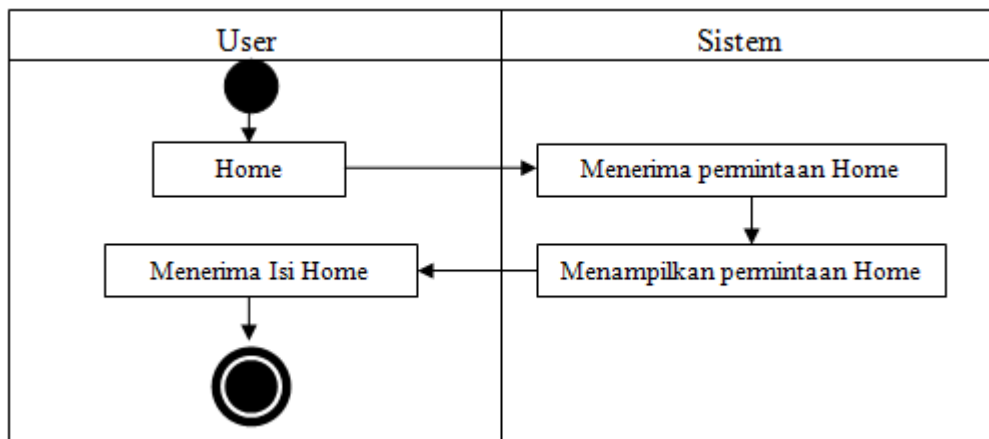 User
Sistem
Home
Menerima permintaan Home
Menerima Isi Home
Menampilkan permintaan Home